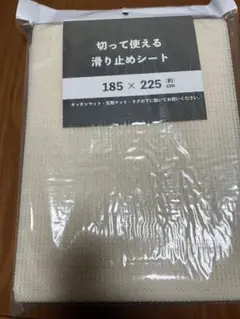 切って使える
滑り止めシート
185 × 225 (約) cm
キッチンマット・玄関マット・ラグの下に敷いてお使いください。